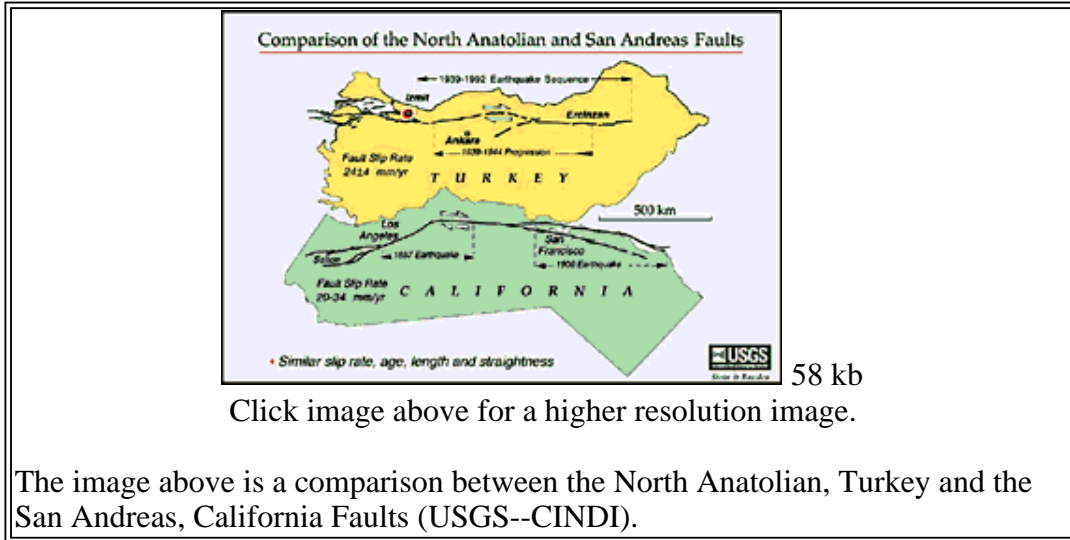 Comparison of the North Anatolian and San Andreas Faults
1939-1992 Earthquake Sequence
Izmit
Ercinzan
Ankara
1939-1944 Progression
Fault Slip Rate
24±4 mm/yr
T U R K E Y
500 km
Los
Angeles
San
Francisco
1857 Earthquake
1906 Earthquake
Fault Slip Rate
20-34 mm/yr
C A L I F O R N I A
• Similar slip rate, age, length and straightness
USGS
58 kb
Click image above for a higher resolution image.
The image above is a comparison between the North Anatolian, Turkey and the
San Andreas, California Faults (USGS--CINDI).